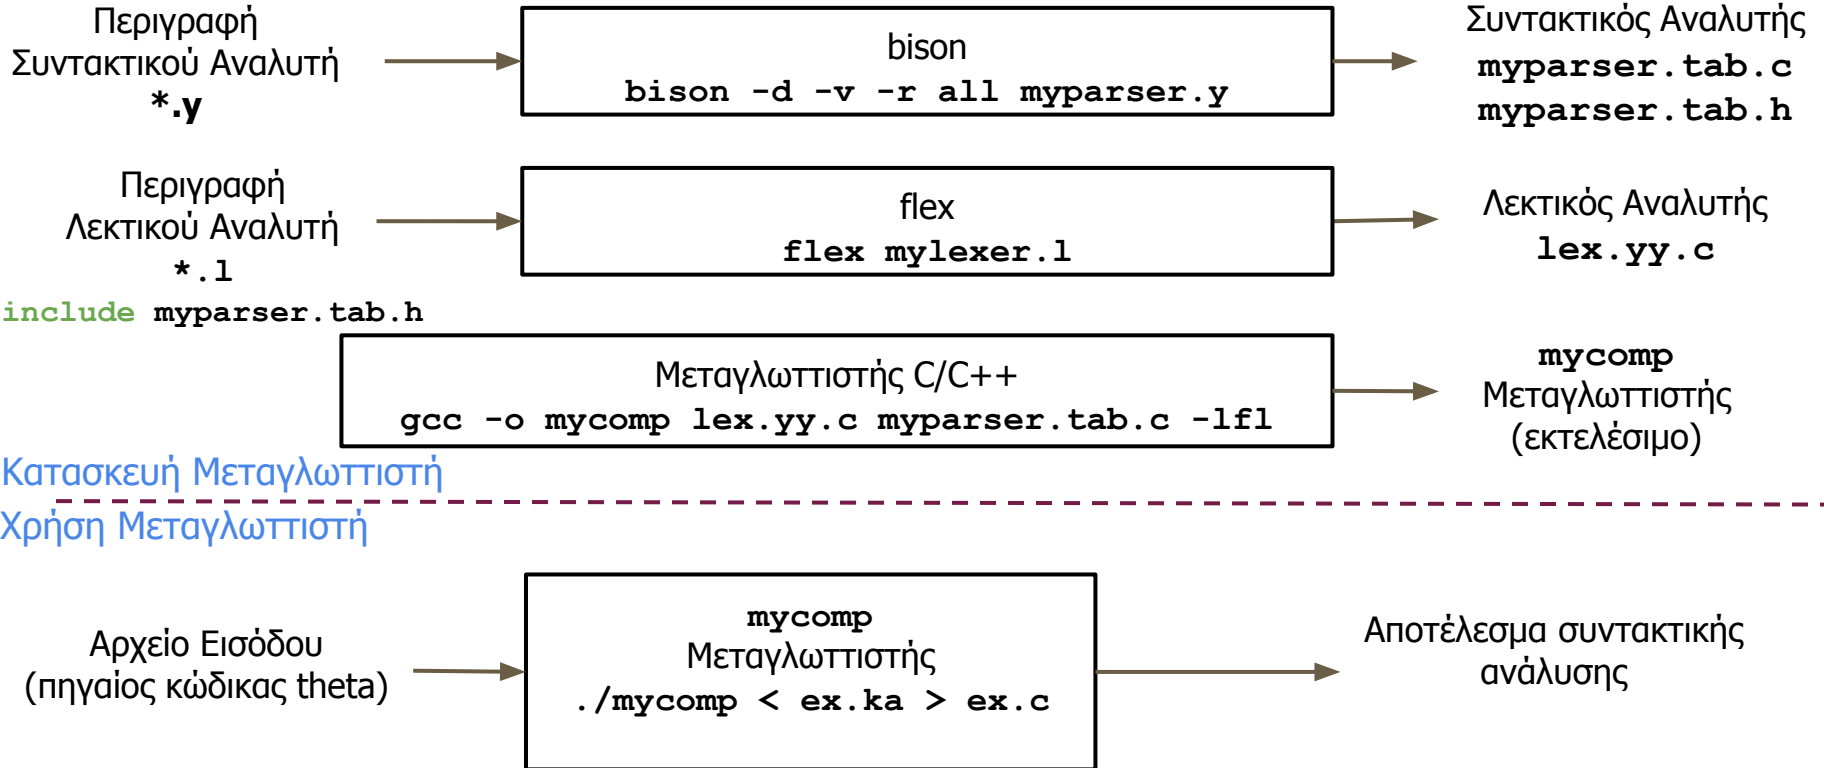 Περιγραφή
Συντακτικού Αναλυτή
*.y
bison
bison -d -v -r all myparser.y
Συντακτικός Αναλυτής
myparser.tab.c
myparser.tab.h
Περιγραφή
Λεκτικού Αναλυτή
*.l
include myparser.tab.h
flex
flex mylexer.l
Λεκτικός Αναλυτής
lex.yy.c
Μεταγλωττιστής C/C++
gcc -o mycomp lex.yy.c myparser.tab.c -lfl
mycomp
Μεταγλωττιστής
(εκτελέσιμο)
Κατασκευή Μεταγλωττιστή
Χρήση Μεταγλωττιστή
Αρχείο Εισόδου
(πηγαίος κώδικας theta)
mycomp
Μεταγλωττιστής
./mycomp < ex.ka > ex.c
Αποτέλεσμα συντακτικής
ανάλυσης